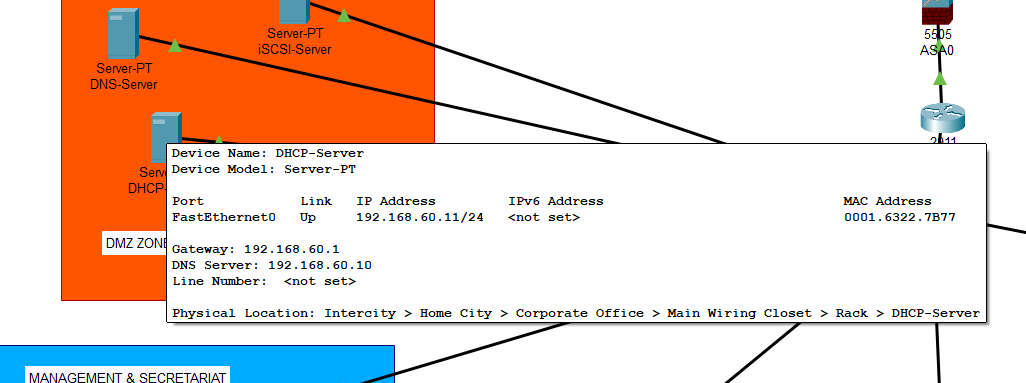 Server-PT
iSCSI-Server
5505
ASA0
Server-PT
DNS-Server
Device Name: DHCP-Server
Device Model: Server-PT
Port Link IP Address IPv6 Address MAC Address
FastEthernet0 Up 192.168.60.11/24 <not set> 0001.6322.7B77
Gateway: 192.168.60.1
DNS Server: 192.168.60.10
Line Number: <not set>
Physical Location: Intercity > Home City > Corporate Office > Main Wiring Closet > Rack > DHCP-Server
DHCP-
DMZ ZONE
MANAGEMENT & SECRETARIAT